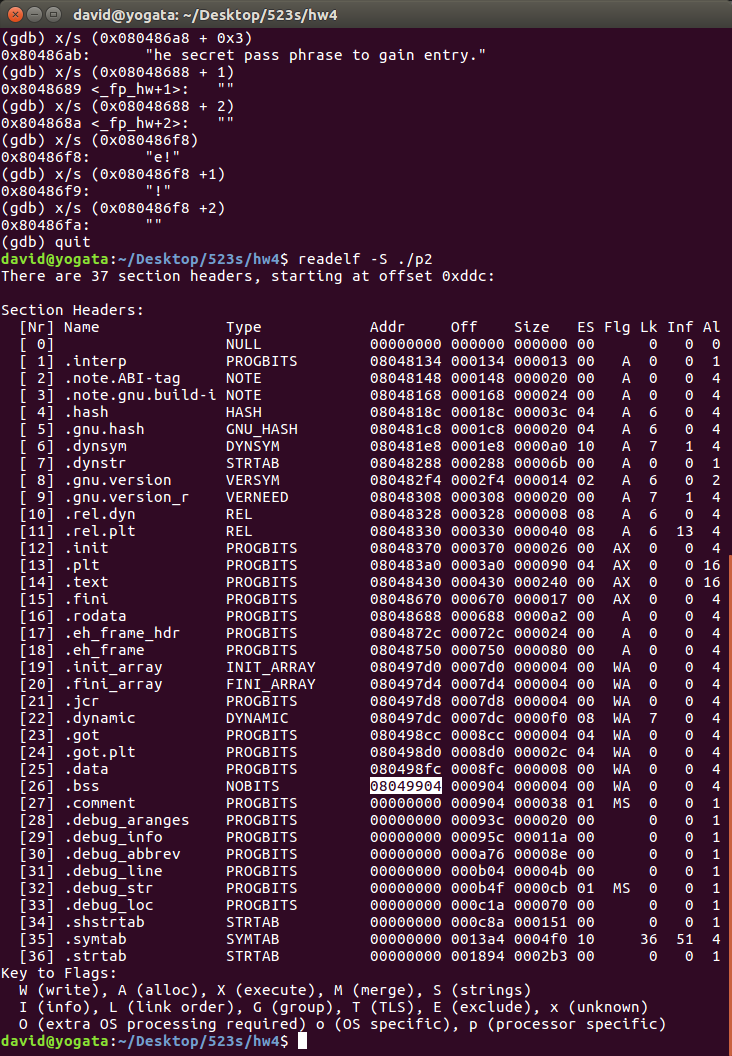 david@yogata: ~/Desktop/523s/hw4
(gdb) x/s (0x080486a8 + 0x3)
0x80486ab:      "he secret pass phrase to gain entry."
(gdb) x/s (0x08048688 + 1)
0x8048689 <_fp_hw+1>:   ""
(gdb) x/s (0x08048688 + 2)
0x804868a <_fp_hw+2>:   ""
(gdb) x/s (0x080486f8)
0x80486f8:      "e!"
(gdb) x/s (0x080486f8 +1)
0x80486f9:      "!"
(gdb) x/s (0x080486f8 +2)
0x80486fa:      ""
(gdb) quit
david@yogata:~/Desktop/523s/hw4$ readelf -S ./p2
There are 37 section headers, starting at offset 0xddc:

Section Headers:
  [Nr] Name              Type            Addr     Off    Size   ES Flg Lk Inf Al
  [ 0]                   NULL            00000000 000000 000000 00      0   0  0
  [ 1] .interp           PROGBITS        08048134 000134 000013 00   A  0   0  1
  [ 2] .note.ABI-tag     NOTE            08048148 000148 000020 00   A  0   0  4
  [ 3] .note.gnu.build-i NOTE            08048168 000168 000024 00   A  0   0  4
  [ 4] .hash             HASH            0804818c 00018c 00003c 04   A  6   0  4
  [ 5] .gnu.hash         GNU_HASH        080481c8 0001c8 000020 04   A  6   0  4
  [ 6] .dynsym           DYNSYM          080481e8 0001e8 0000a0 10   A  7   1  4
  [ 7] .dynstr           STRTAB          08048288 000288 00006b 00   A  0   0  1
  [ 8] .gnu.version      VERSYM          080482f4 0002f4 000014 02   A  6   0  2
  [ 9] .gnu.version_r    VERNEED         08048308 000308 000020 00   A  7   1  4
  [10] .rel.dyn          REL             08048328 000328 000008 08   A  6   0  4
  [11] .rel.plt          REL             08048330 000330 000040 08   A  6  13  4
  [12] .init             PROGBITS        08048370 000370 000026 00  AX  0   0  4
  [13] .plt              PROGBITS        080483a0 0003a0 000090 04  AX  0   0 16
  [14] .text             PROGBITS        08048430 000430 000240 00  AX  0   0 16
  [15] .fini             PROGBITS        08048670 000670 000017 00  AX  0   0  4
  [16] .rodata           PROGBITS        08048688 000688 0000a2 00   A  0   0  4
  [17] .eh_frame_hdr     PROGBITS        0804872c 00072c 000024 00   A  0   0  4
  [18] .eh_frame         PROGBITS        08048750 000750 000080 00   A  0   0  4
  [19] .init_array       INIT_ARRAY      080497d0 0007d0 000004 00  WA  0   0  4
  [20] .fini_array       FINI_ARRAY      080497d4 0007d4 000004 00  WA  0   0  4
  [21] .jcr              PROGBITS        080497d8 0007d8 000004 00  WA  0   0  4
  [22] .dynamic          DYNAMIC         080497dc 0007dc 0000f0 08  WA  7   0  4
  [23] .got              PROGBITS        080498cc 0008cc 000004 04  WA  0   0  4
  [24] .got.plt          PROGBITS        080498d0 0008d0 00002c 04  WA  0   0  4
  [25] .data             PROGBITS        080498fc 0008fc 000008 00  WA  0   0  4
  [26] .bss              NOBITS          08049904 000904 000004 00  WA  0   0  4
  [27] .comment          PROGBITS        00000000 000904 000038 01  MS  0   0  1
  [28] .debug_aranges    PROGBITS        00000000 00093c 000020 00      0   0  1
  [29] .debug_info       PROGBITS        00000000 00095c 00011a 00      0   0  1
  [30] .debug_abbrev     PROGBITS        00000000 000a76 00008e 00      0   0  1
  [31] .debug_line       PROGBITS        00000000 000b04 00004b 00      0   0  1
  [32] .debug_str        PROGBITS        00000000 000b4f 0000cb 01  MS  0   0  1
  [33] .debug_loc        PROGBITS        00000000 000c1a 000070 00      0   0  1
  [34] .shstrtab         STRTAB          00000000 000c8a 000151 00      0   0  1
  [35] .symtab           SYMTAB          00000000 0013a4 0004f0 10     36  51  4
  [36] .strtab           STRTAB          00000000 001894 0002b3 00      0   0  1
Key to Flags:
  W (write), A (alloc), X (execute), M (merge), S (strings)
  I (info), L (link order), G (group), T (TLS), E (exclude), x (unknown)
  O (extra OS processing required) o (OS specific), p (processor specific)
david@yogata:~/Desktop/523s/hw4$